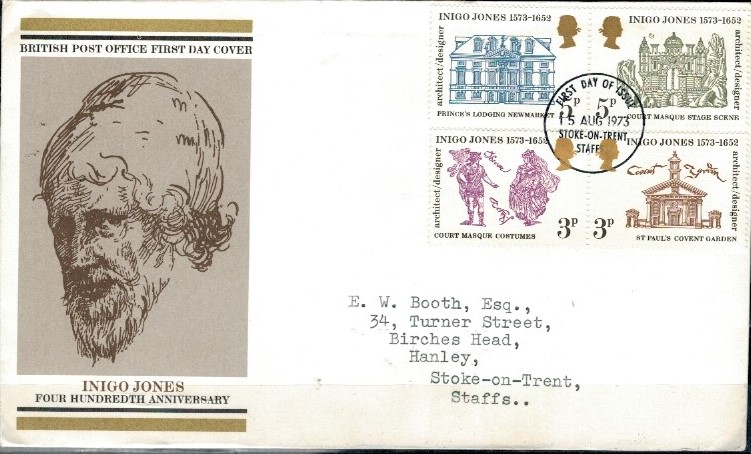 BRITISH POST OFFICE FIRST DAY COVER
INIGO JONES
FOUR HUNDREDTH ANNIVERSARY
INIGO JONES 1573-1652
architect/designer
5p
PRINCE'S LODGING NEWMARKET
INIGO JONES 1573-1652
architect/designer
5p
COURT MASQUE STAGE SCENE
FIRST DAY OF ISSUE
15 AUG 1973
STOKE-ON-TRENT
STAFFS
INIGO JONES 1573-1652
architect/designer
3p
COURT MASQUE COSTUMES
INIGO JONES 1573-1652
architect/designer
Covent Garden
3p
ST PAUL'S COVENT GARDEN
E. W. Booth, Esq.,
34, Turner Street,
Birches Head,
Hanley,
Stoke-on-Trent,
Staffs..